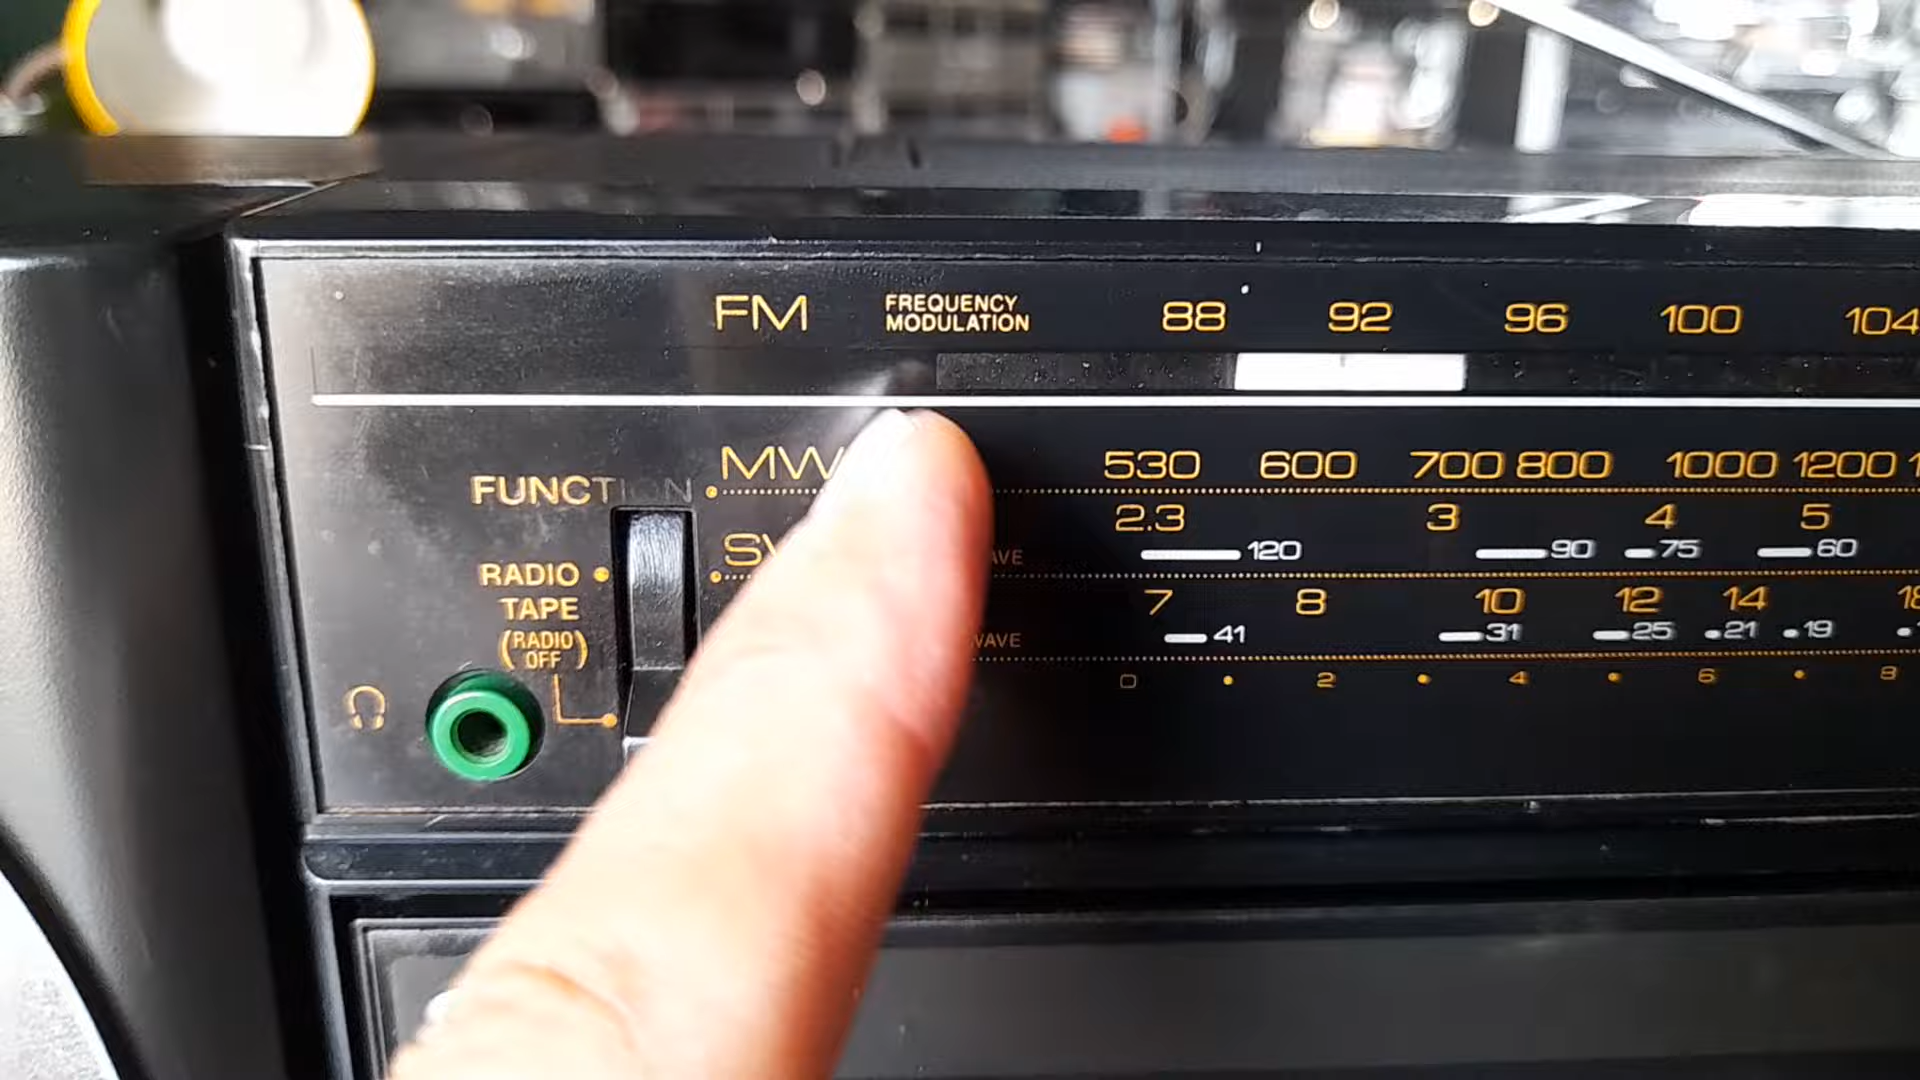 FM FREQUENCY MODULATION 88 92 96 100 104
MW 530 600 700 800 1000 1200
FUNCTION
2.3 3 4 5
120 90 75 60
RADIO
TAPE
(RADIO OFF)
7 8 10 12 14
41 31 25 21 19
0 2 4 6 8